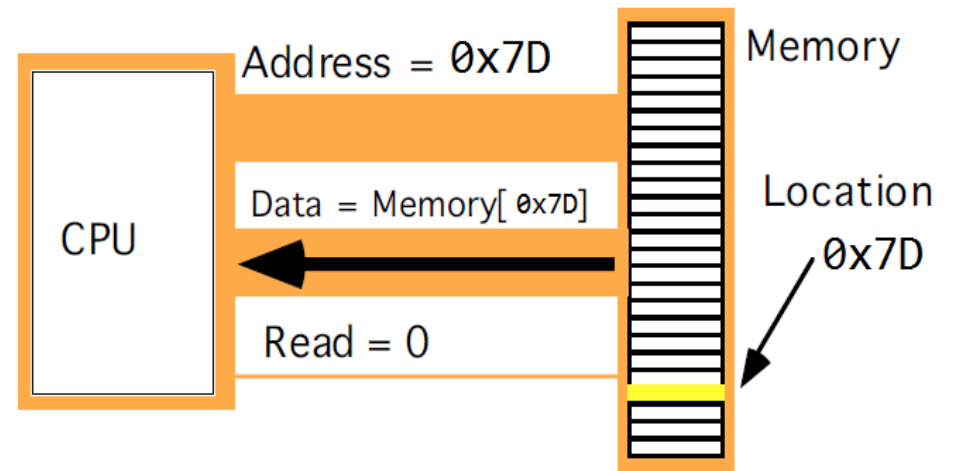 Address = 0x7D
Memory
Data = Memory[ 0x7D]
Location
0x7D
CPU
Read = 0